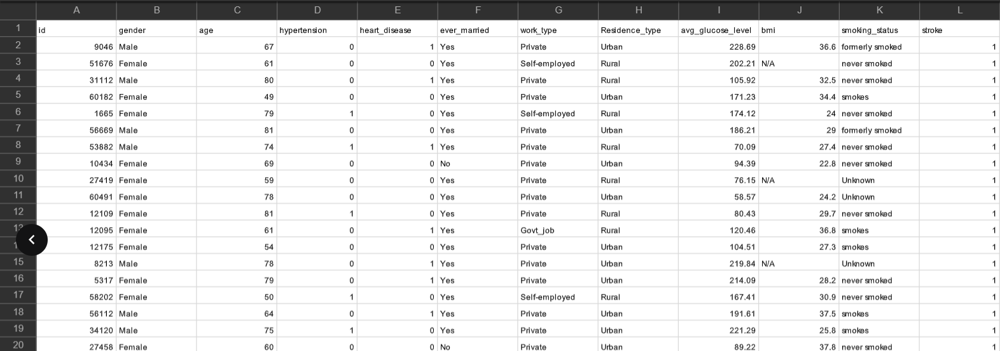 A B C D E F G H I J K L
1 id gender age hypertension heart_disease ever_married work_type Residence_type avg_glucose_level bmi smoking_status stroke
2 9046 Male 67 0 1 Yes Private Urban 228.69 36.6 formerly smoked 1
3 51676 Female 61 0 0 Yes Self-employed Rural 202.21 N/A never smoked 1
4 31112 Male 80 0 1 Yes Private Rural 105.92 32.5 never smoked 1
5 60182 Female 49 0 0 Yes Private Urban 171.23 34.4 smokes 1
6 1665 Female 79 1 0 Yes Self-employed Rural 174.12 24 never smoked 1
7 56669 Male 81 0 0 Yes Private Urban 186.21 29 formerly smoked 1
8 53882 Male 74 1 1 Yes Private Rural 70.09 27.4 never smoked 1
9 10434 Female 69 0 0 No Private Urban 94.39 22.8 never smoked 1
10 27419 Female 59 0 0 Yes Private Rural 76.15 N/A Unknown 1
11 60491 Female 78 0 0 Yes Private Urban 58.57 24.2 Unknown 1
12 12109 Female 81 1 0 Yes Private Rural 80.43 29.7 never smoked 1
13 12095 Female 61 0 1 Yes Govt_job Rural 120.46 36.8 smokes 1
12175 Female 54 0 0 Yes Private Urban 104.51 27.3 smokes 1
15 8213 Male 78 0 1 Yes Private Urban 219.84 N/A Unknown 1
16 5317 Female 79 0 1 Yes Private Urban 214.09 28.2 never smoked 1
17 58202 Female 50 1 0 Yes Self-employed Rural 167.41 30.9 never smoked 1
18 56112 Male 64 0 1 Yes Private Urban 191.61 37.5 smokes 1
19 34120 Male 75 1 0 Yes Private Urban 221.29 25.8 smokes 1
20 27458 Female 60 0 0 No Private Urban 89.22 37.8 never smoked 1